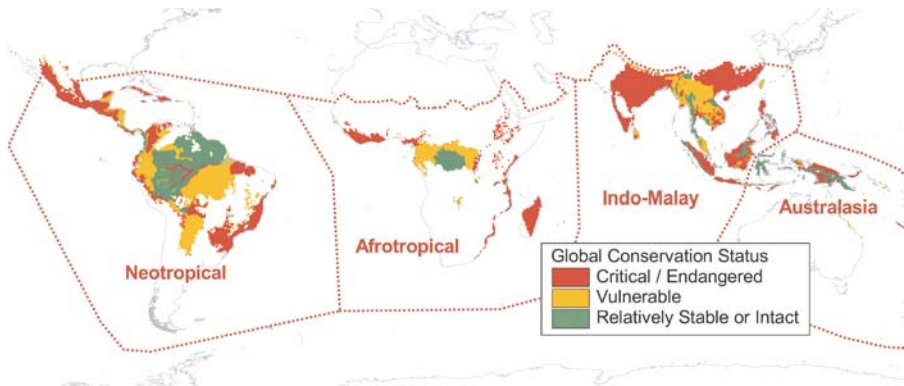 Neotropical
Afrotropical
Indo-Malay
Australasia
Global Conservation Status
Critical / Endangered
Vulnerable
Relatively Stable or Intact